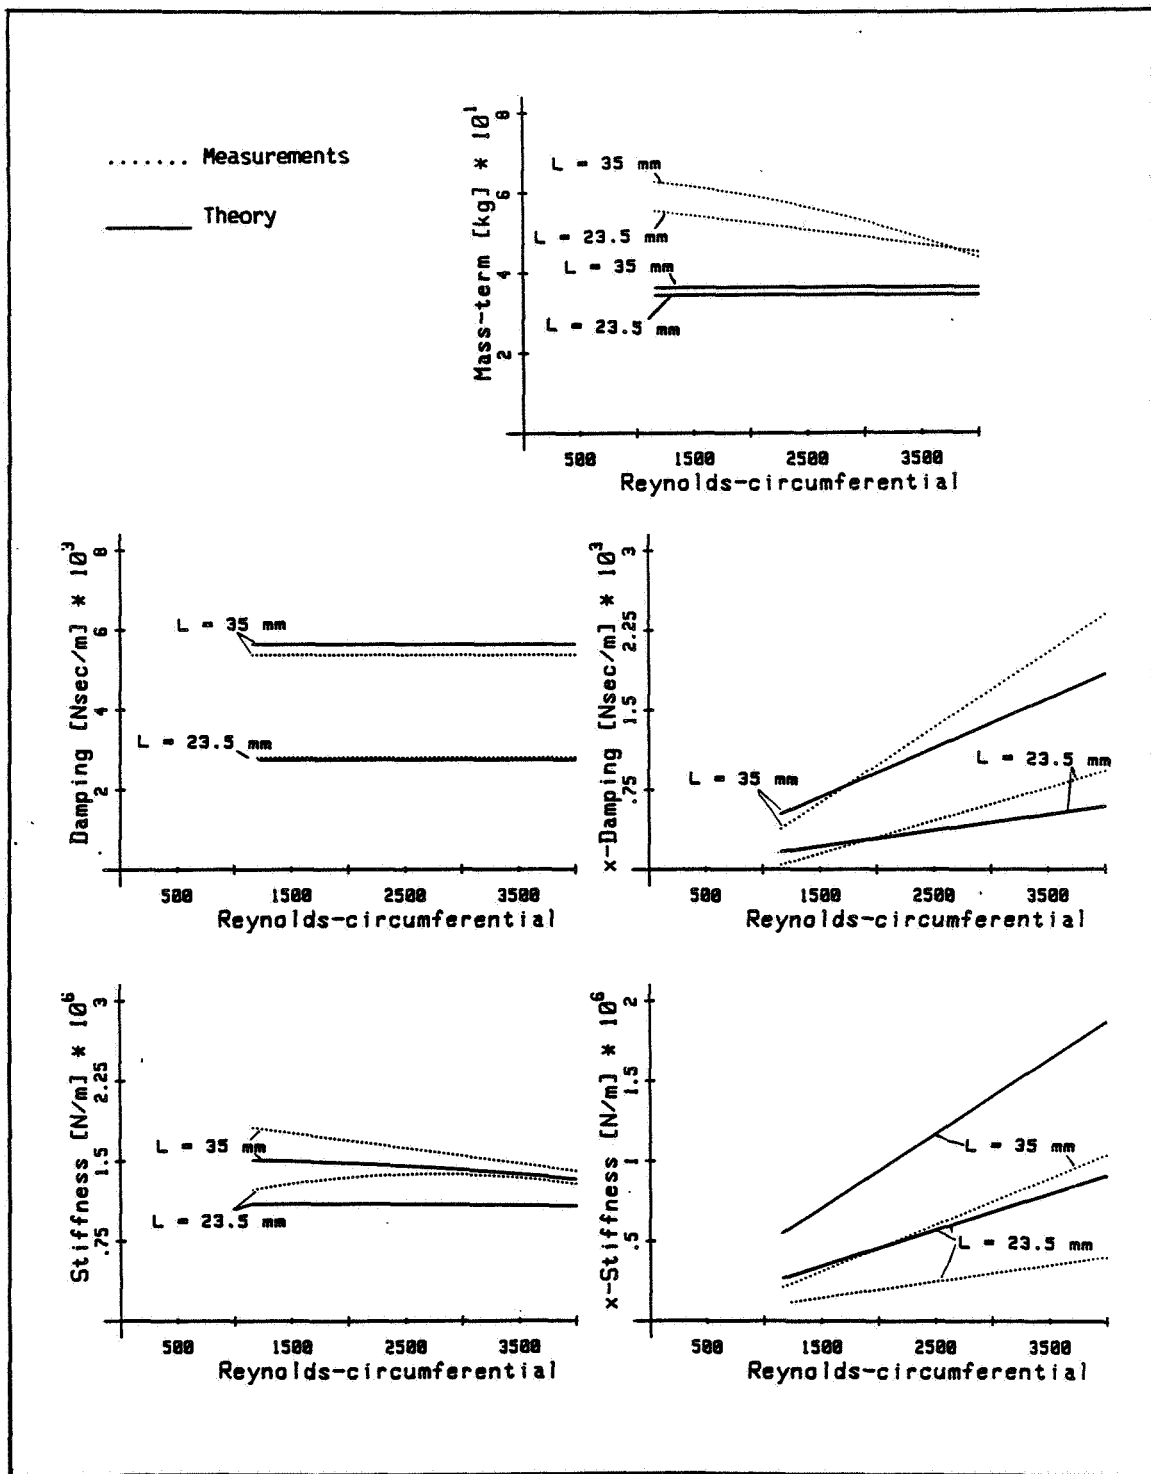 Measurements
Theory
Mass-term [kg] * 10^1
8
6
4
2
L = 35 mm
L = 23.5 mm
L = 35 mm
L = 23.5 mm
500 1500 2500 3500
Reynolds-circumferential
Damping [Nsec/m] * 10^3
8
6
4
2
L = 35 mm
L = 23.5 mm
500 1500 2500 3500
Reynolds-circumferential
x-Damping [Nsec/m] * 10^3
3
2.25
1.5
.75
L = 35 mm
L = 23.5 mm
500 1500 2500 3500
Reynolds-circumferential
Stiffness [N/m] * 10^6
3
2.25
1.5
.75
L = 35 mm
L = 23.5 mm
500 1500 2500 3500
Reynolds-circumferential
x-Stiffness [N/m] * 10^6
2
1.5
1
.5
L = 35 mm
L = 23.5 mm
500 1500 2500 3500
Reynolds-circumferential